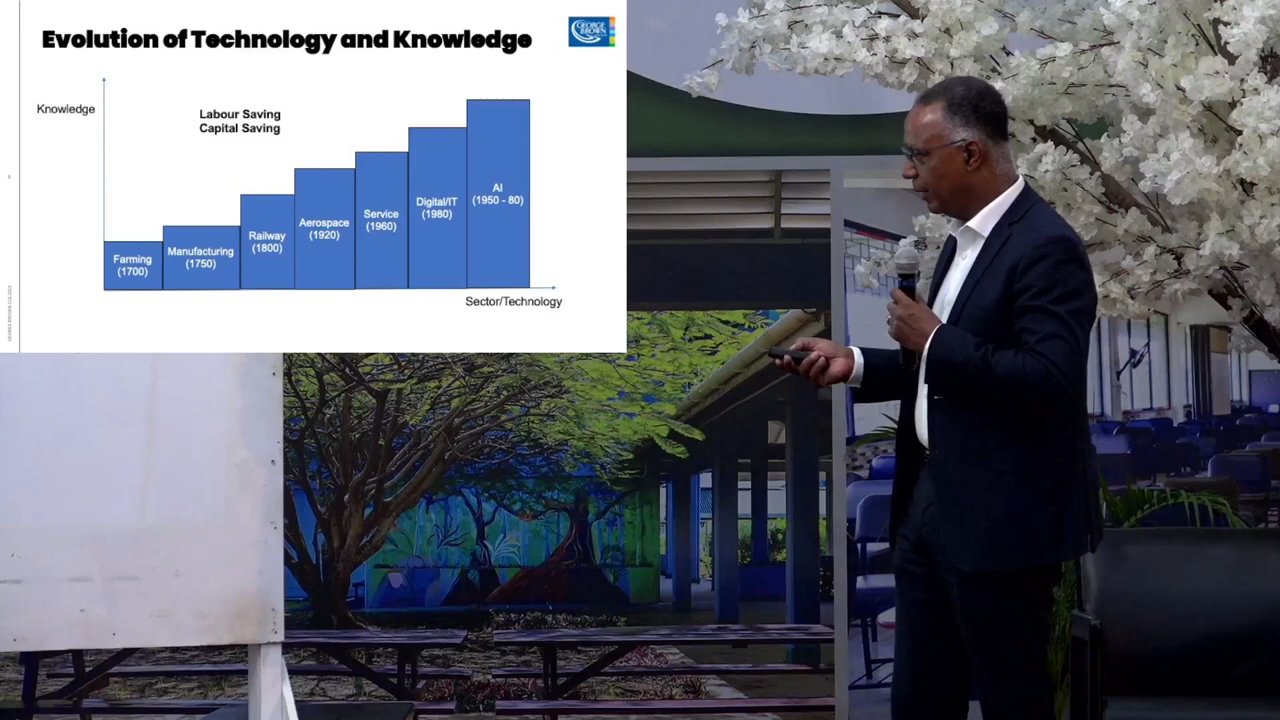 Evolution of Technology and Knowledge
GEORGE
BROWN
Knowledge
Labour Saving
Capital Saving
Farming
(1700)
Manufacturing
(1750)
Railway
(1800)
Aerospace
(1920)
Service
(1960)
Digital/IT
(1980)
AI
(1950 - 80)
Sector/Technology